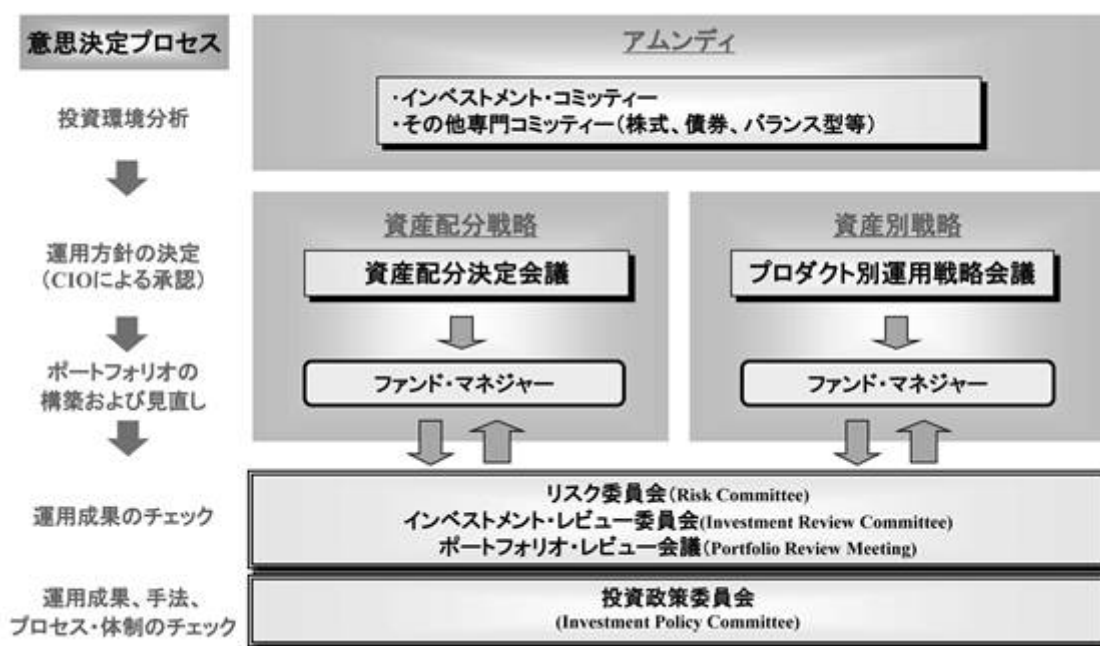 意思決定プロセス
アムンディ
・インベストメント・コミッティー
・その他専門コミッティー(株式、債券、バランス型等)
投資環境分析
資産配分戦略
資産別戦略
運用方針の決定
(CIOによる承認)
資産配分決定会議
プロダクト別運用戦略会議
ポートフォリオの
構築および見直し
ファンド・マネジャー
ファンド・マネジャー
運用成果のチェック
リスク委員会(Risk Committee)
インベストメント・レビュー委員会(Investment Review Committee)
ポートフォリオ・レビュー会議(Portfolio Review Meeting)
運用成果、手法、
プロセス・体制のチェック
投資政策委員会
(Investment Policy Committee)